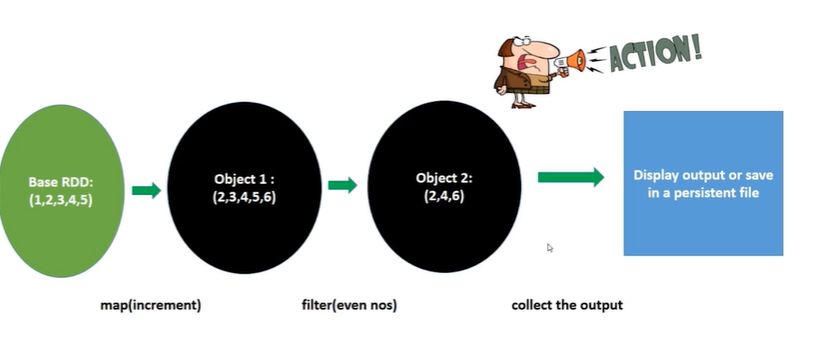 ACTION!
Base RDD:
(1,2,3,4,5)
Object 1 :
(2,3,4,5,6)
Object 2:
(2,4,6)
Display output or save
in a persistent file
map(increment)
filter(even nos)
collect the output